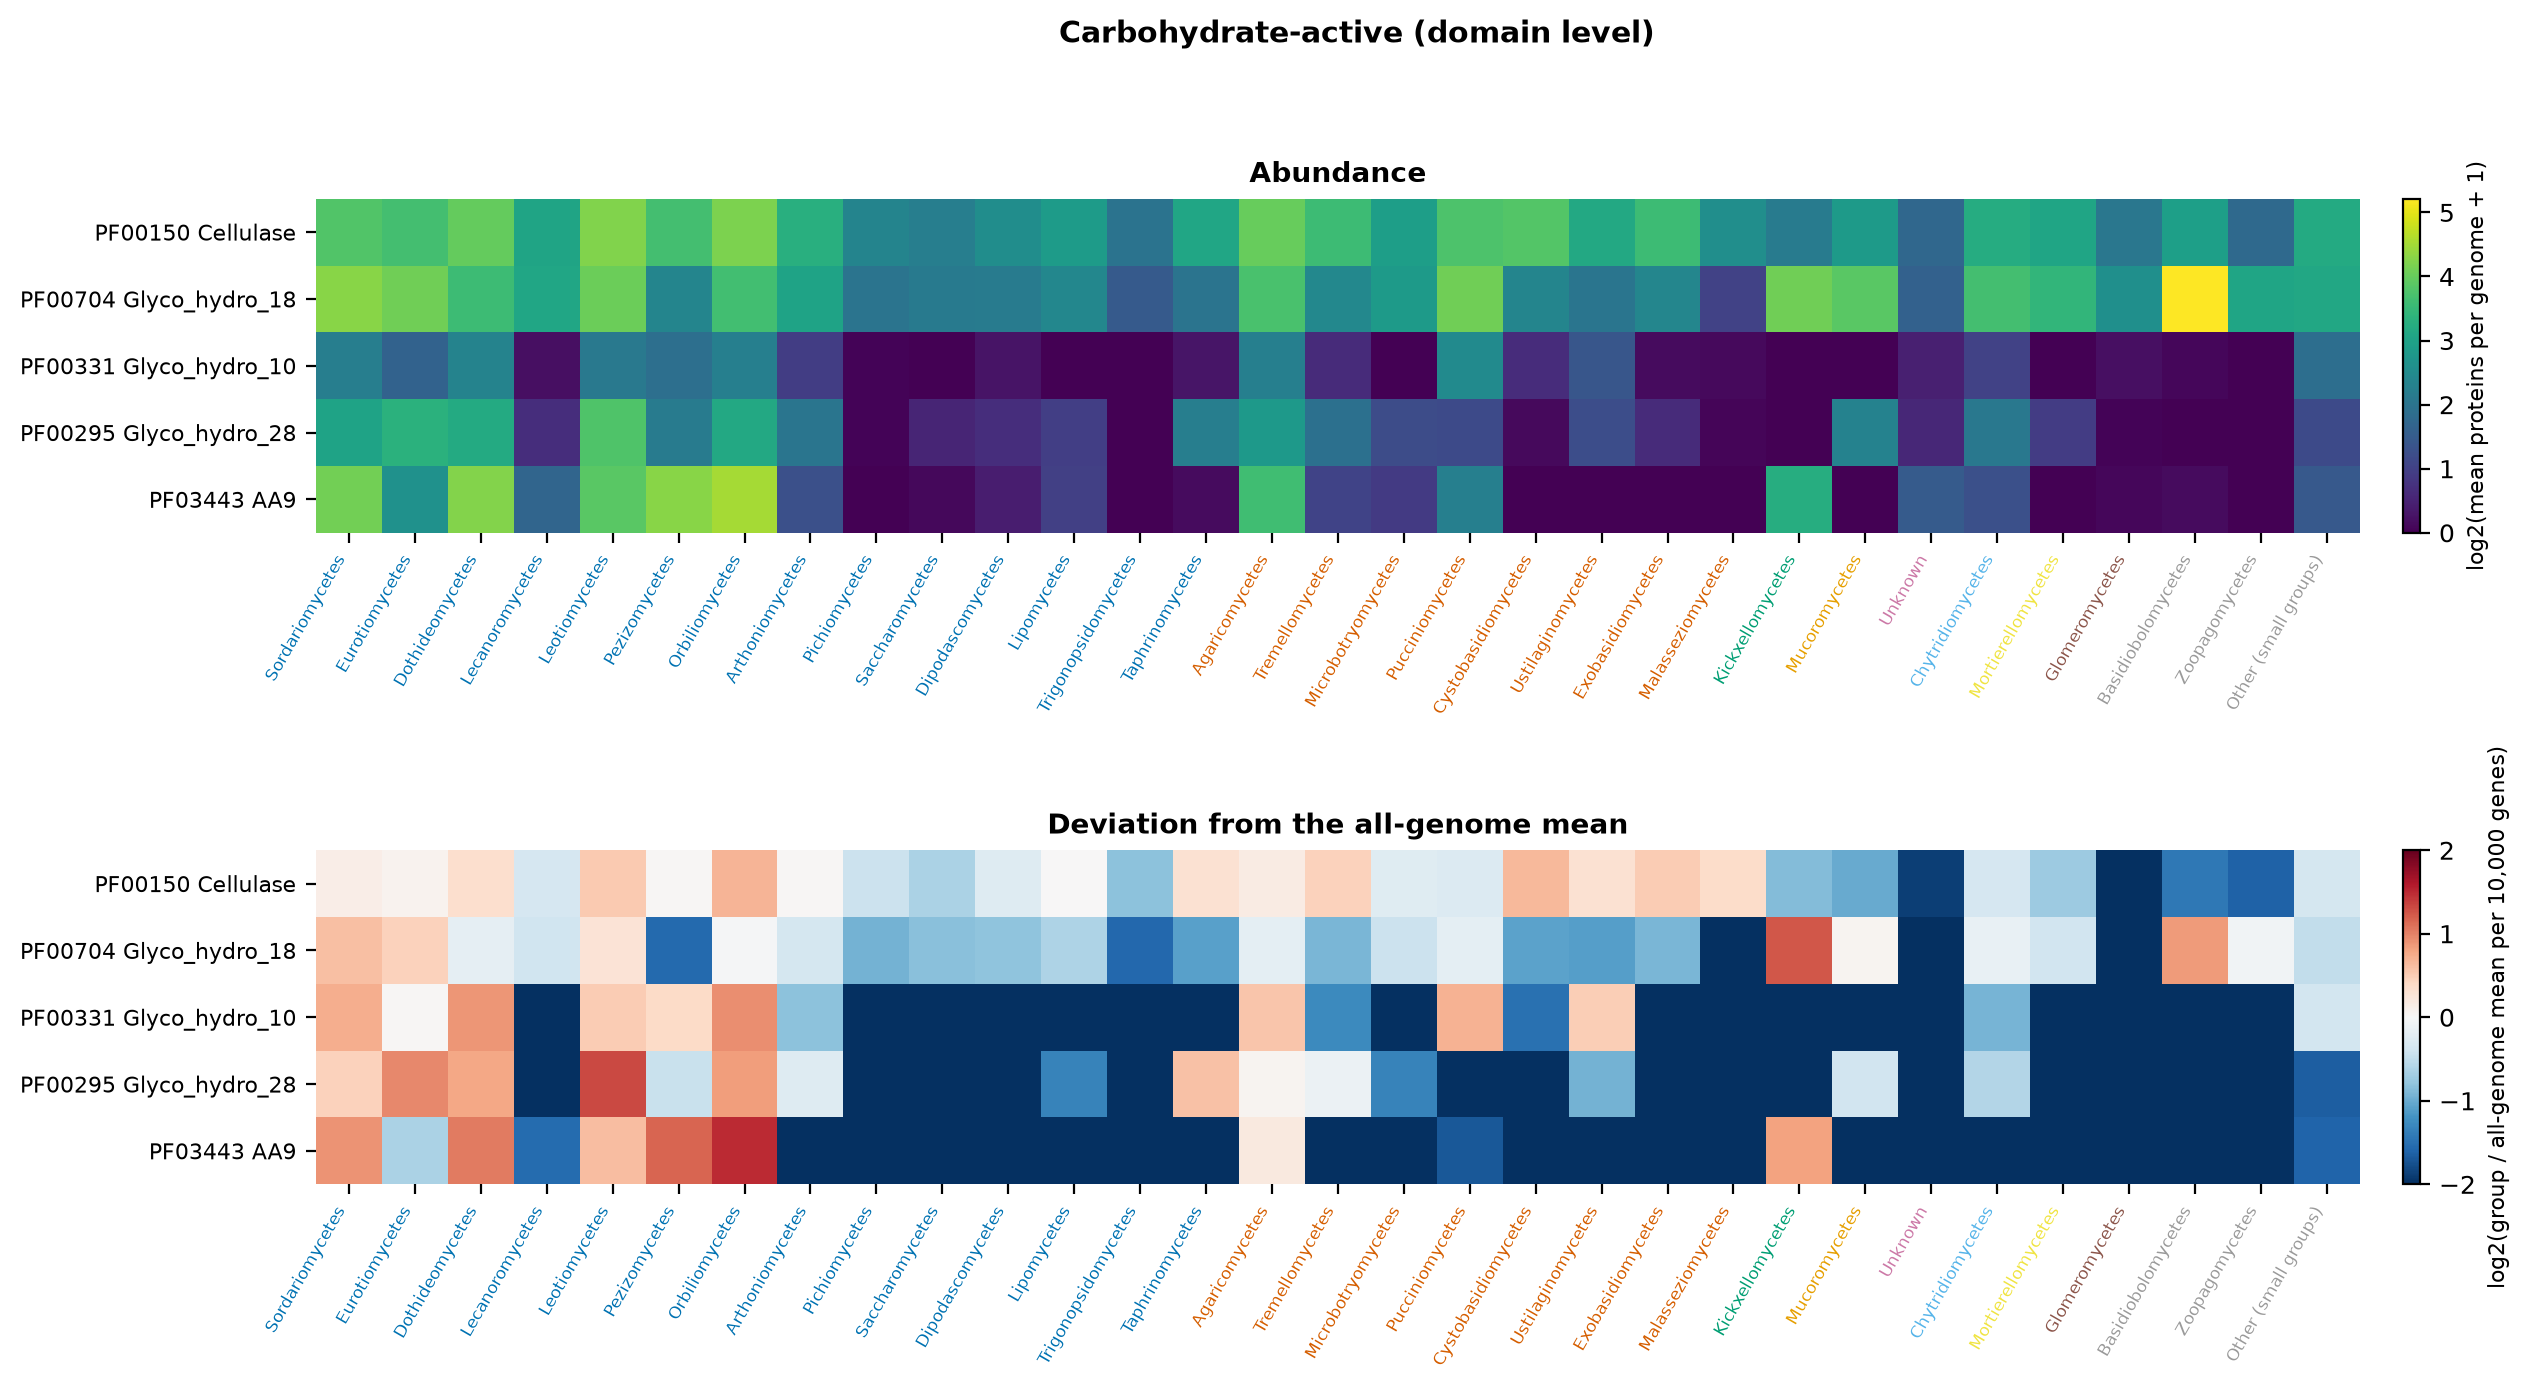 Carbohydrate-active (domain level)
Abundance
PF00150 Cellulase
PF00704 Glyco_hydro_18
PF00331 Glyco_hydro_10
PF00295 Glyco_hydro_28
PF03443 AA9
Sordariomycetes
Eurotiomycetes
Dothideomycetes
Lecanoromycetes
Leotiomycetes
Pezizomycetes
Orbiliomycetes
Arthoniomycetes
Pichiomycetes
Saccharomycetes
Dipodascomycetes
Lipomycetes
Trigonopsidomycetes
Taphrinomycetes
Agaricomycetes
Tremellomycetes
Microbotryomycetes
Pucciniomycetes
Cystobasidiomycetes
Ustilaginomycetes
Exobasidiomycetes
Malasseziomycetes
Kickxellomycetes
Mucoromycetes
Unknown
Chytridiomycetes
Mortierellomycetes
Glomeromycetes
Basidiobolomycetes
Zoopagomycetes
Other (small groups)
5
4
3
2
1
0
log2(mean proteins per genome + 1)
Deviation from the all-genome mean
PF00150 Cellulase
PF00704 Glyco_hydro_18
PF00331 Glyco_hydro_10
PF00295 Glyco_hydro_28
PF03443 AA9
Sordariomycetes
Eurotiomycetes
Dothideomycetes
Lecanoromycetes
Leotiomycetes
Pezizomycetes
Orbiliomycetes
Arthoniomycetes
Pichiomycetes
Saccharomycetes
Dipodascomycetes
Lipomycetes
Trigonopsidomycetes
Taphrinomycetes
Agaricomycetes
Tremellomycetes
Microbotryomycetes
Pucciniomycetes
Cystobasidiomycetes
Ustilaginomycetes
Exobasidiomycetes
Malasseziomycetes
Kickxellomycetes
Mucoromycetes
Unknown
Chytridiomycetes
Mortierellomycetes
Glomeromycetes
Basidiobolomycetes
Zoopagomycetes
Other (small groups)
2
1
0
−1
−2
log2(group / all-genome mean per 10,000 genes)